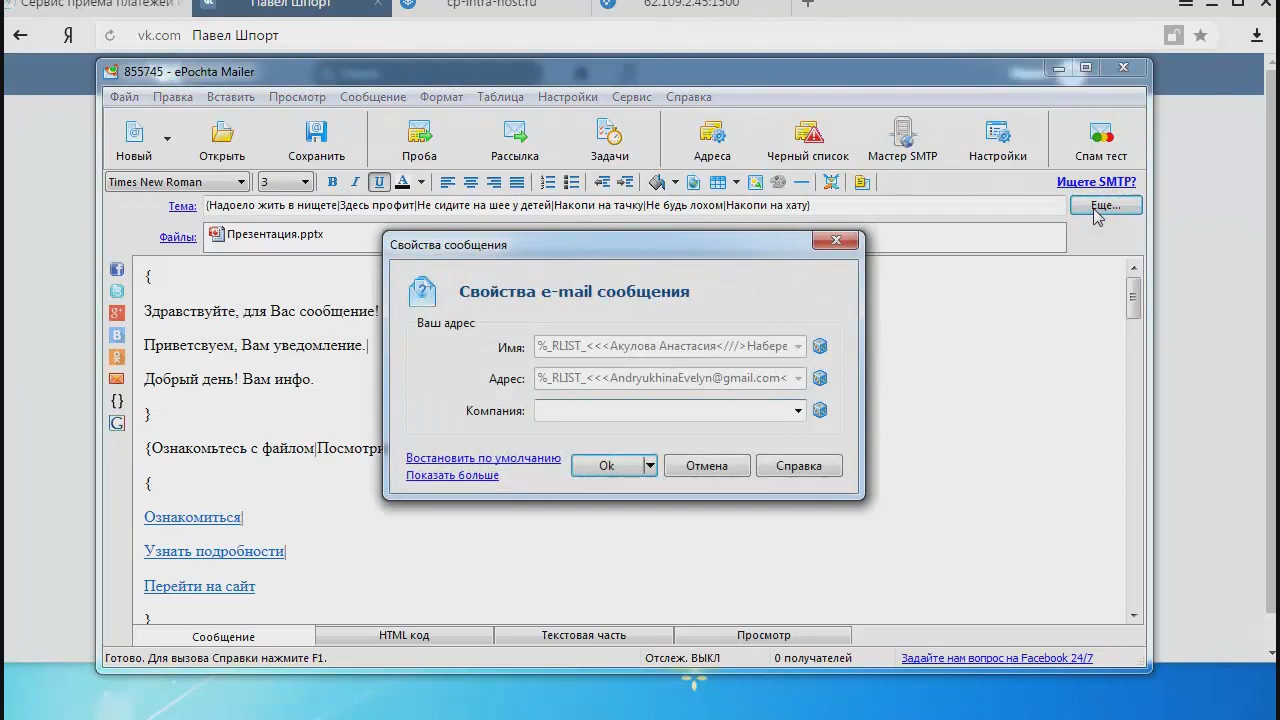 Сервис приема платежей
Павел Шпорт
cp-intra-host.ru
62.109.2.45:1500
Я
vk.com Павел Шпорт
855745 - ePochta Mailer
Файл Правка Вставить Просмотр Сообщение Формат Таблица Настройки Сервис Справка
Новый Открыть Сохранить Проба Рассылка Задачи Адреса Черный список Мастер SMTP Настройки Спам тест
Times New Roman 3 B I U A Ищете SMTP?
Тема: {Надоело жить в нищете|Здесь профит|Не сидите на шее у детей|Накопи на тачку|Не будь лохом|Накопи на хату} Еще...
Файлы: Презентация.pptx
{
Здравствуйте, для Вас сообщение!
Приветсвуем, Вам уведомление.|
Добрый день! Вам инфо.
}
{Ознакомьтесь с файлом|Посмотри
{
Ознакомиться|
Узнать подробности|
Перейти на сайт
}
Свойства сообщения
Свойства e-mail сообщения
Ваш адрес
Имя: %_RLIST_<<<Акулова Анастасия<///>Набере
Адрес: %_RLIST_<<<AndryukhinaEvelyn@gmail.com<
Компания:
Востановить по умолчанию
Показать больше
Ok Отмена Справка
Сообщение HTML код Текстовая часть Просмотр
Готово. Для вызова Справки нажмите F1. Отслеж. ВЫКЛ 0 получателей Задайте нам вопрос на Facebook 24/7